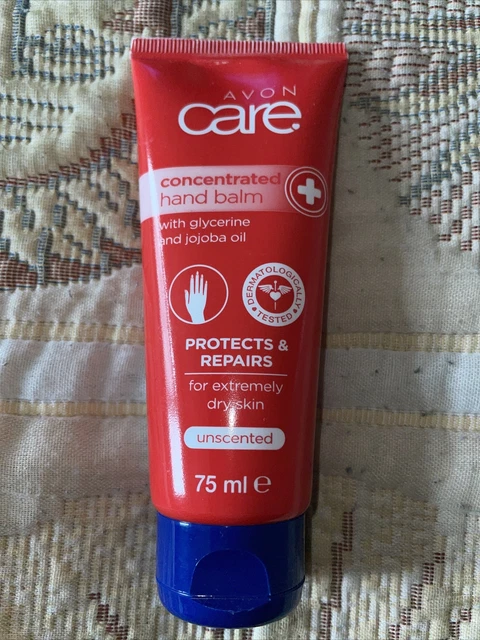 AVON
care
concentrated
hand balm
with glycerine
and jojoba oil
DERMATOLOGICALLY
TESTED
PROTECTS &
REPAIRS
for extremely
dry skin
unscented
75 ml e